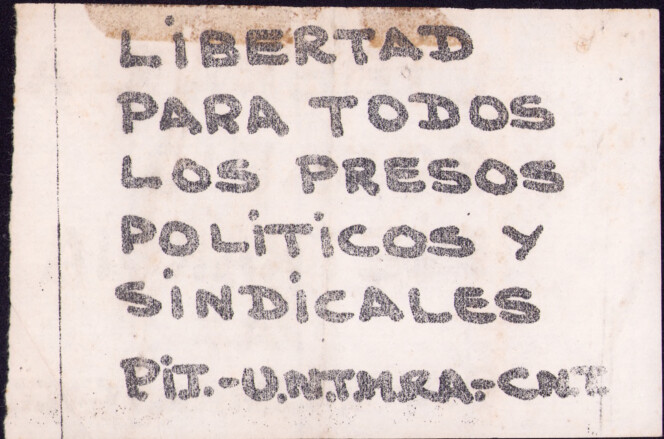 LiBERTAD
PARA TODOS
LOS PRESOS
POLiTiCOS Y
SiNDiCALES
PiT.-U.N.T.M.R.A.-CNT